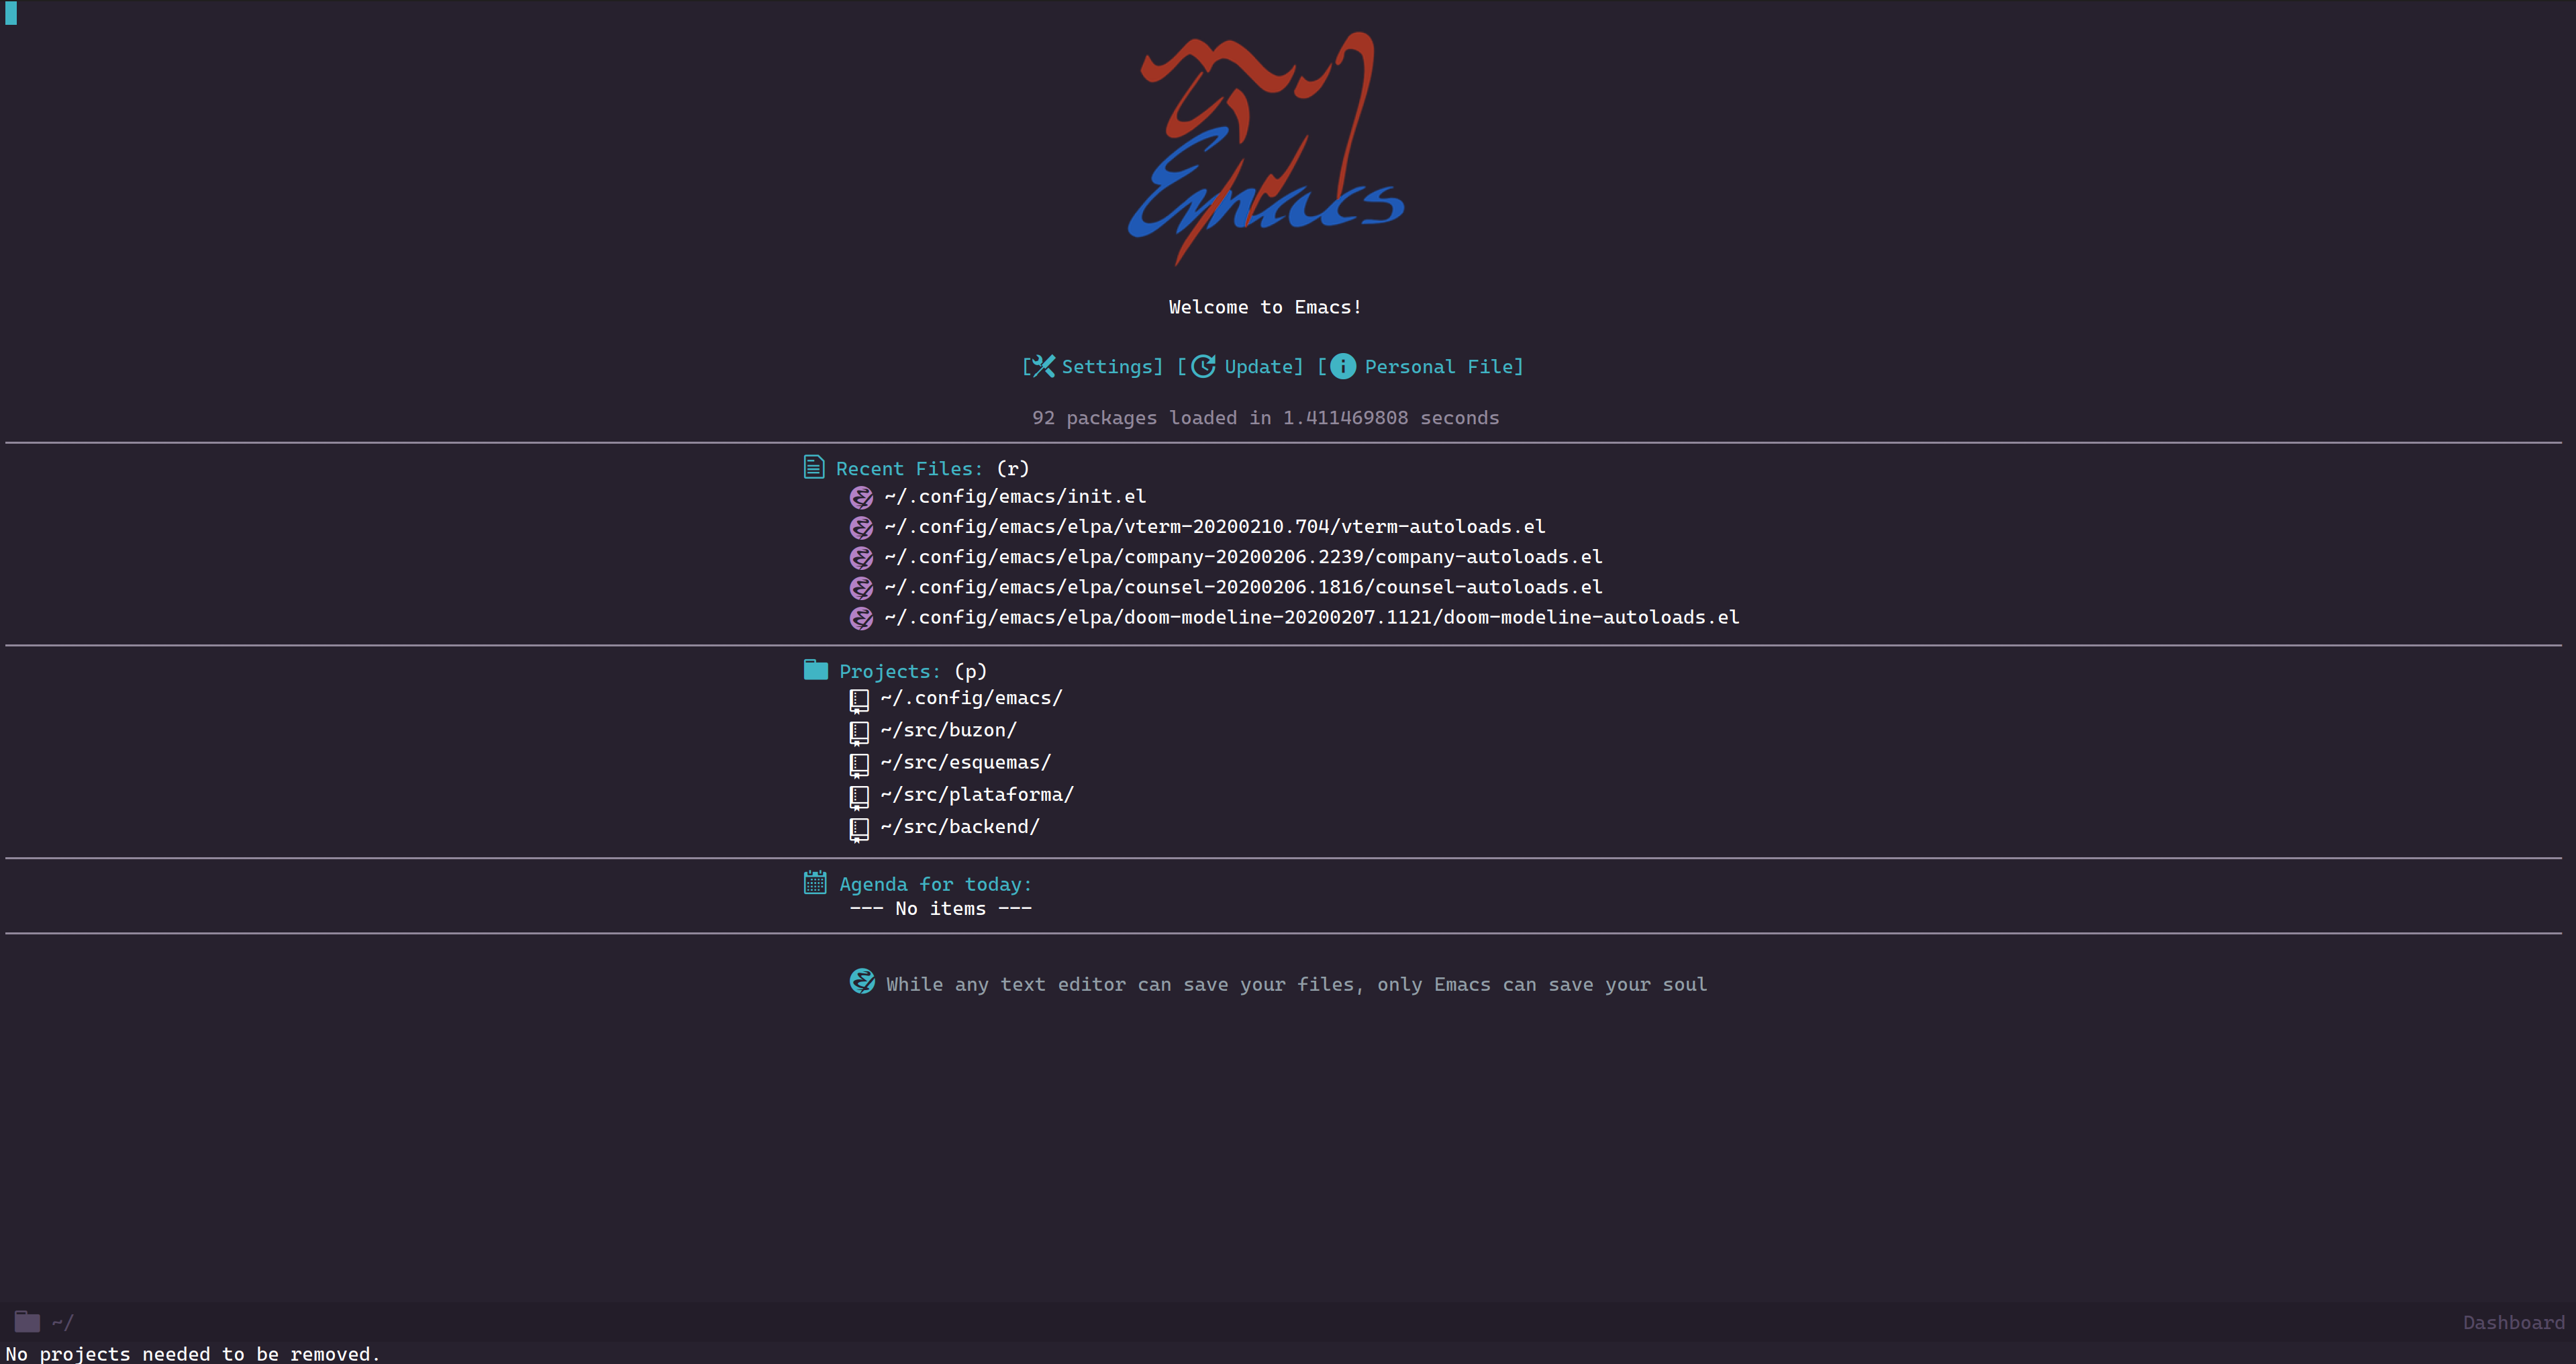 Emacs
Welcome to Emacs!
[Settings] [Update] [Personal File]
92 packages loaded in 1.411469808 seconds
Recent Files: (r)
~/.config/emacs/init.el
~/.config/emacs/elpa/vterm-20200210.704/vterm-autoloads.el
~/.config/emacs/elpa/company-20200206.2239/company-autoloads.el
~/.config/emacs/elpa/counsel-20200206.1816/counsel-autoloads.el
~/.config/emacs/elpa/doom-modeline-20200207.1121/doom-modeline-autoloads.el
Projects: (p)
~/.config/emacs/
~/src/buzon/
~/src/esquemas/
~/src/plataforma/
~/src/backend/
Agenda for today:
--- No items ---
While any text editor can save your files, only Emacs can save your soul
~/ Dashboard
No projects needed to be removed.